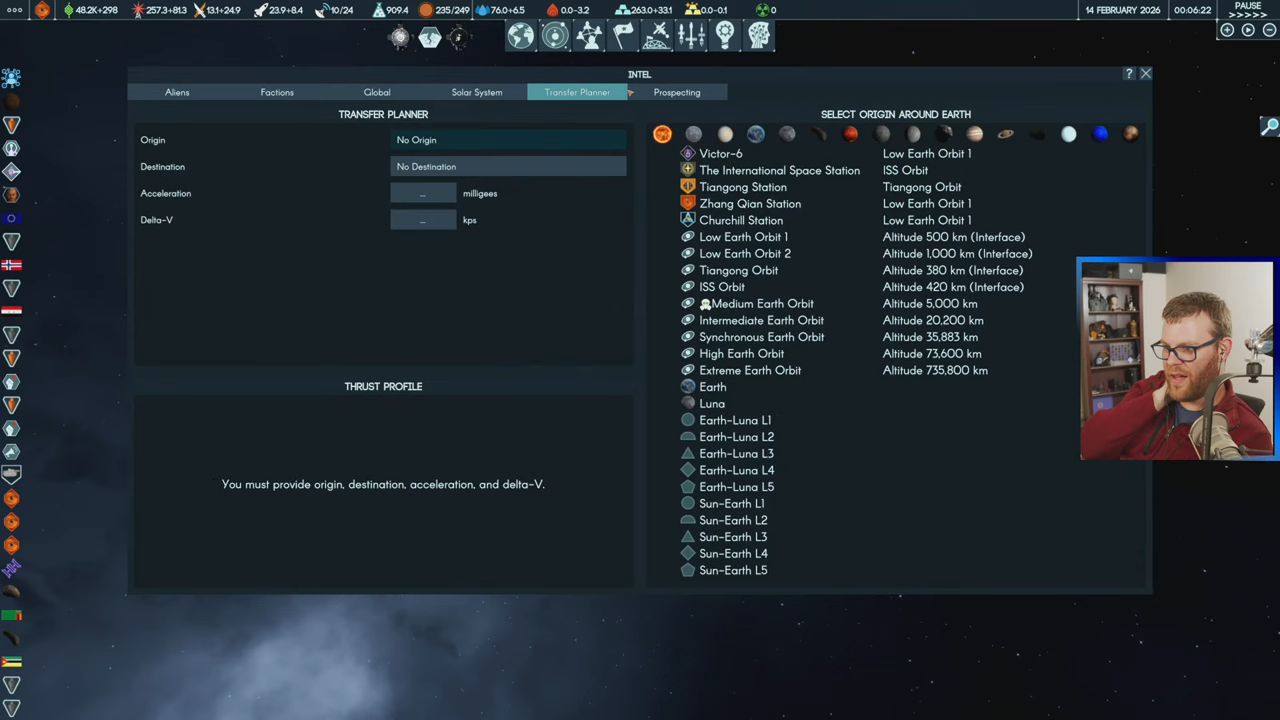 48.2K+298 257.3+81.3 13.1+24.9 23.9+8.4 10/24 909.4 235/249 76.0+6.5 0.0-3.2 263.0+33.1 0.0-0.1 0 14 FEBRUARY 2026 00:06:22 PAUSE
>>>>>
INTEL
Aliens Factions Global Solar System Transfer Planner Prospecting
TRANSFER PLANNER
Origin No Origin
Destination No Destination
Acceleration ... milligees
Delta-V ... kps
THRUST PROFILE
You must provide origin, destination, acceleration, and delta-V.
SELECT ORIGIN AROUND EARTH
Victor-6 Low Earth Orbit 1
The International Space Station ISS Orbit
Tiangong Station Tiangong Orbit
Zhang Qian Station Low Earth Orbit 1
Churchill Station Low Earth Orbit 1
Low Earth Orbit 1 Altitude 500 km (Interface)
Low Earth Orbit 2 Altitude 1,000 km (Interface)
Tiangong Orbit Altitude 380 km (Interface)
ISS Orbit Altitude 420 km (Interface)
Medium Earth Orbit Altitude 5,000 km
Intermediate Earth Orbit Altitude 20,200 km
Synchronous Earth Orbit Altitude 35,883 km
High Earth Orbit Altitude 73,600 km
Extreme Earth Orbit Altitude 735,800 km
Earth
Luna
Earth-Luna L1
Earth-Luna L2
Earth-Luna L3
Earth-Luna L4
Earth-Luna L5
Sun-Earth L1
Sun-Earth L2
Sun-Earth L3
Sun-Earth L4
Sun-Earth L5